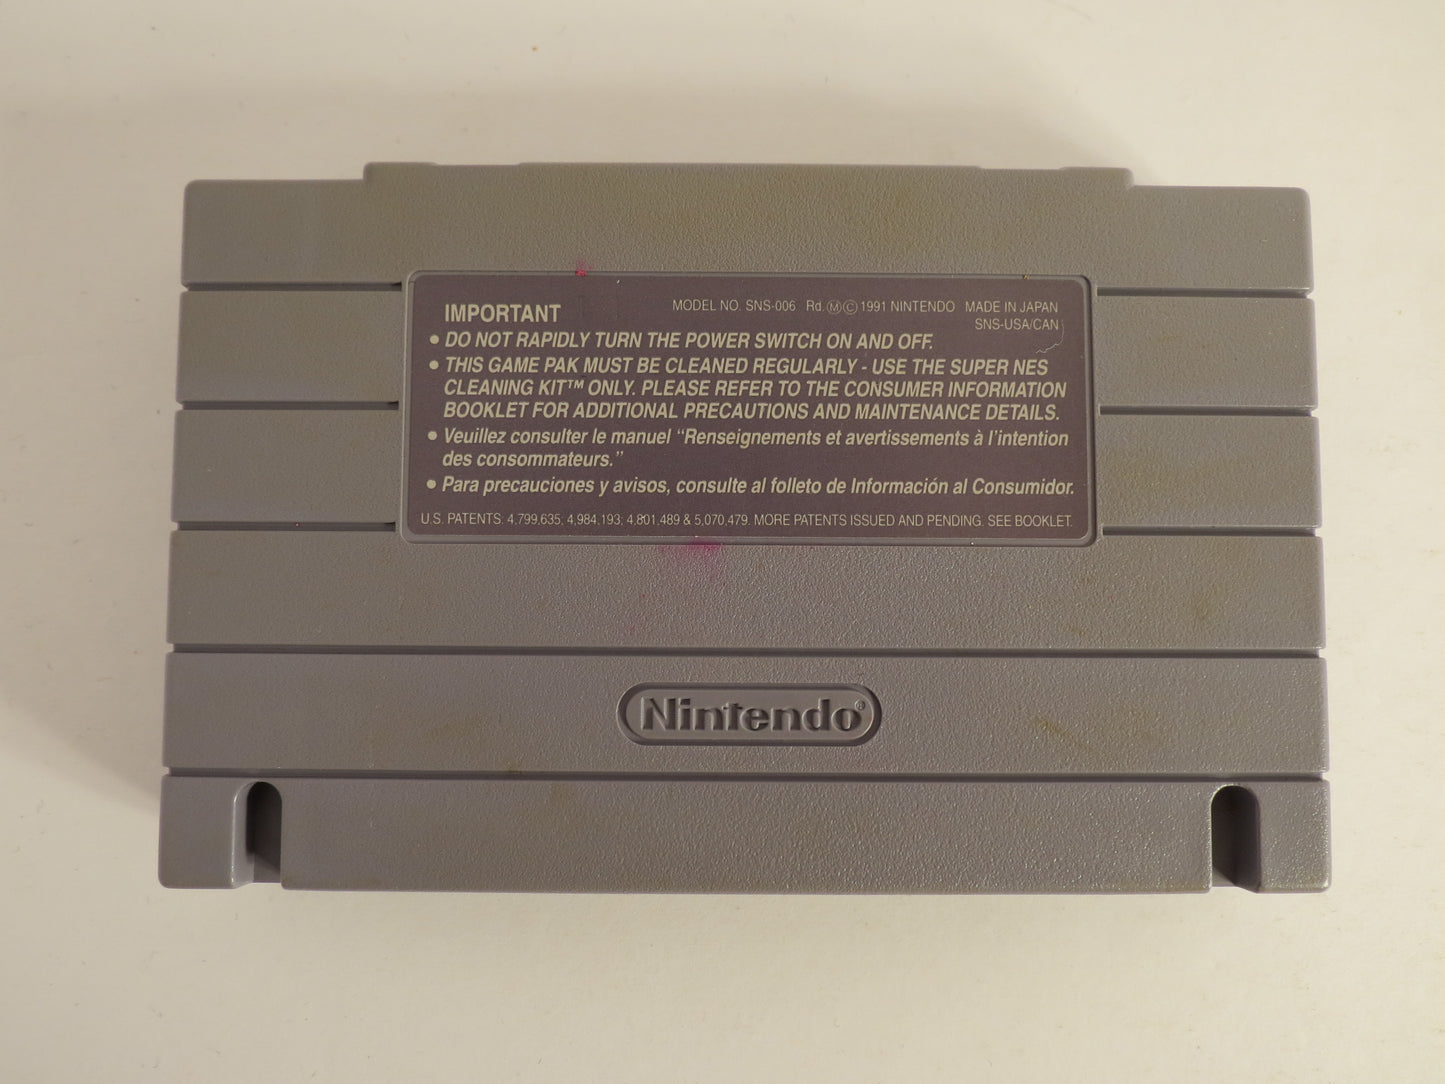 IMPORTANT
MODEL NO. SNS-006 Rd.ⓂⒸ1991 NINTENDO MADE IN JAPAN
SNS-USA/CAN
• DO NOT RAPIDLY TURN THE POWER SWITCH ON AND OFF.
• THIS GAME PAK MUST BE CLEANED REGULARLY - USE THE SUPER NES
CLEANING KIT™ ONLY. PLEASE REFER TO THE CONSUMER INFORMATION
BOOKLET FOR ADDITIONAL PRECAUTIONS AND MAINTENANCE DETAILS.
• Veuillez consulter le manuel “Renseignements et avertissements à l’intention
des consommateurs.”
• Para precauciones y avisos, consulte al folleto de Información al Consumidor.
U.S. PATENTS: 4,799,635; 4,984,193; 4,801,489 & 5,070,479. MORE PATENTS ISSUED AND PENDING. SEE BOOKLET.
Nintendo®